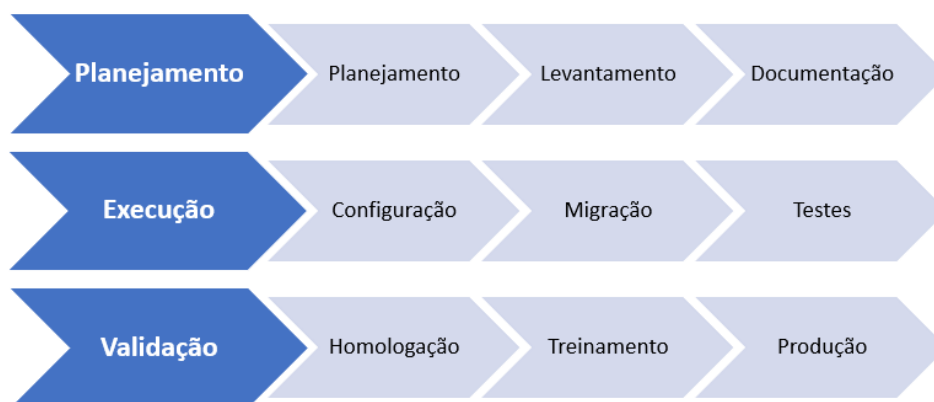 Planejamento
Planejamento
Levantamento
Documentação
Execução
Configuração
Migração
Testes
Validação
Homologação
Treinamento
Produção